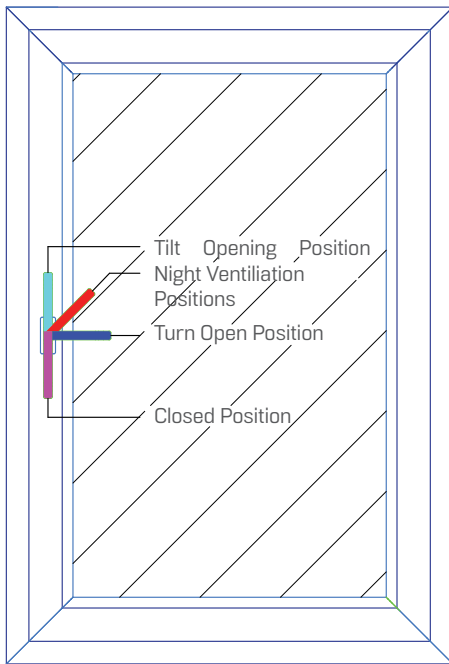 Tilt Opening Position
Night Ventiliation
Positions
Turn Open Position
Closed Position